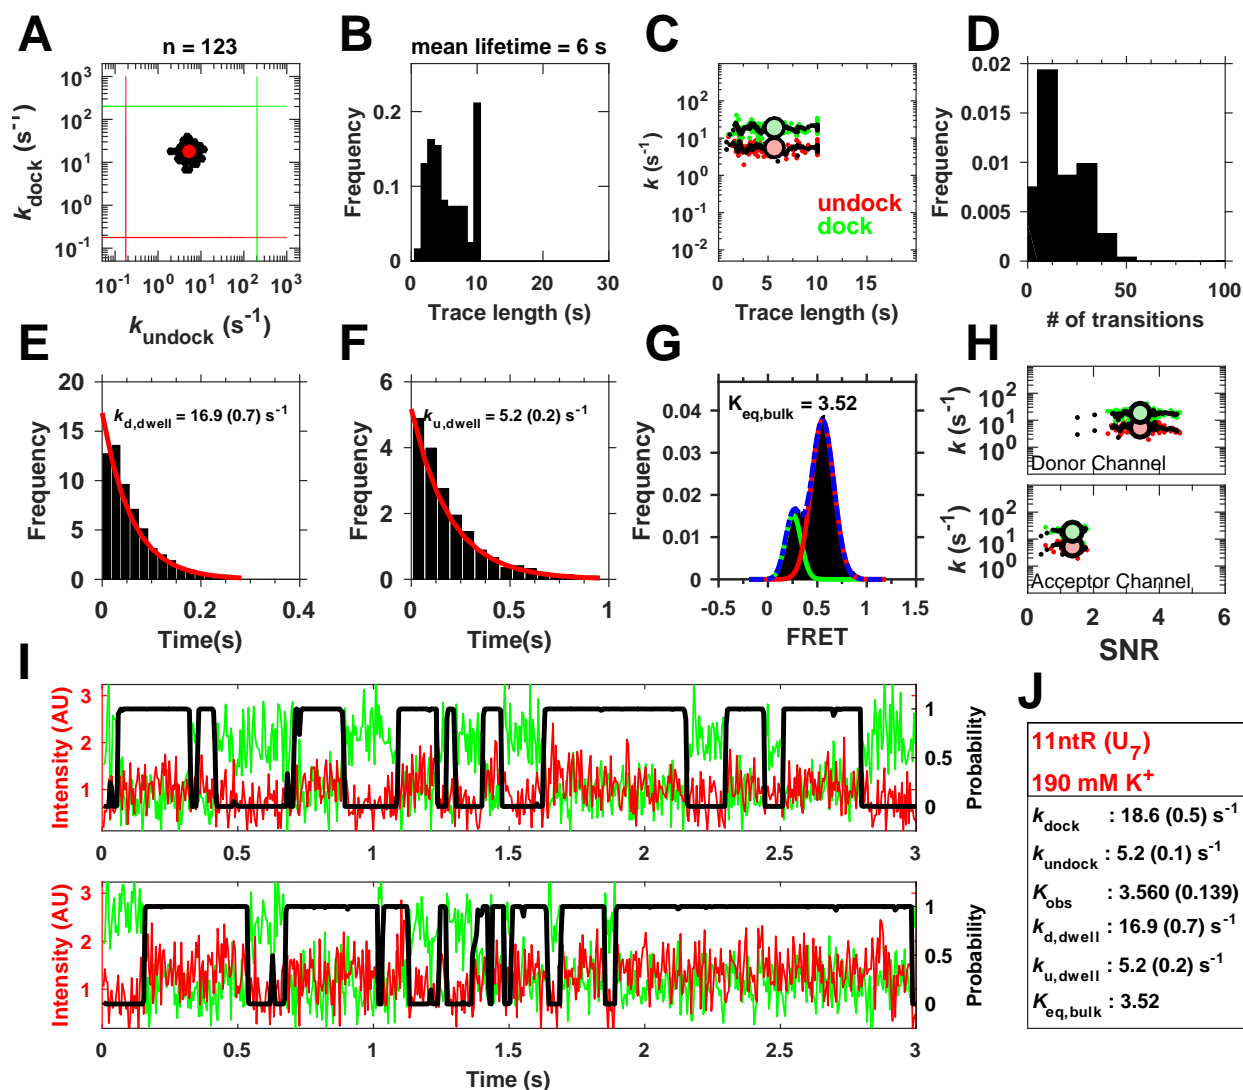 A
n = 123
10³
10²
10¹
10⁰
10⁻¹
k_dock (s⁻¹)
10⁻¹ 10⁰ 10¹ 10² 10³
k_undock (s⁻¹)
B
mean lifetime = 6 s
Frequency
0.2
0.1
0
0 10 20 30
Trace length (s)
C
k (s⁻¹)
10²
10¹
10⁰
10⁻¹
10⁻²
undock
dock
0 5 10 15
Trace length (s)
D
Frequency
0.02
0.015
0.01
0.005
0
0 50 100
# of transitions
E
Frequency
20
15
10
5
0
k_d,dwell = 16.9 (0.7) s⁻¹
0 0.2 0.4
Time(s)
F
Frequency
6
4
2
0
k_u,dwell = 5.2 (0.2) s⁻¹
0 0.5 1
Time(s)
G
K_eq,bulk = 3.52
0.04
0.03
0.02
0.01
0
-0.5 0 0.5 1 1.5
FRET
H
k (s⁻¹)
10²
10¹
10⁰
Donor Channel
k (s⁻¹)
10²
10¹
10⁰
Acceptor Channel
0 2 4 6
SNR
I
Intensity (AU)
3
2
1
1
0.5
0
Probability
0 0.5 1 1.5 2 2.5 3
Intensity (AU)
3
2
1
1
0.5
0
Probability
0 0.5 1 1.5 2 2.5 3
Time (s)
J
11ntR (U₇)
190 mM K⁺
k_dock : 18.6 (0.5) s⁻¹
k_undock : 5.2 (0.1) s⁻¹
K_obs : 3.560 (0.139)
k_d,dwell : 16.9 (0.7) s⁻¹
k_u,dwell : 5.2 (0.2) s⁻¹
K_eq,bulk : 3.52